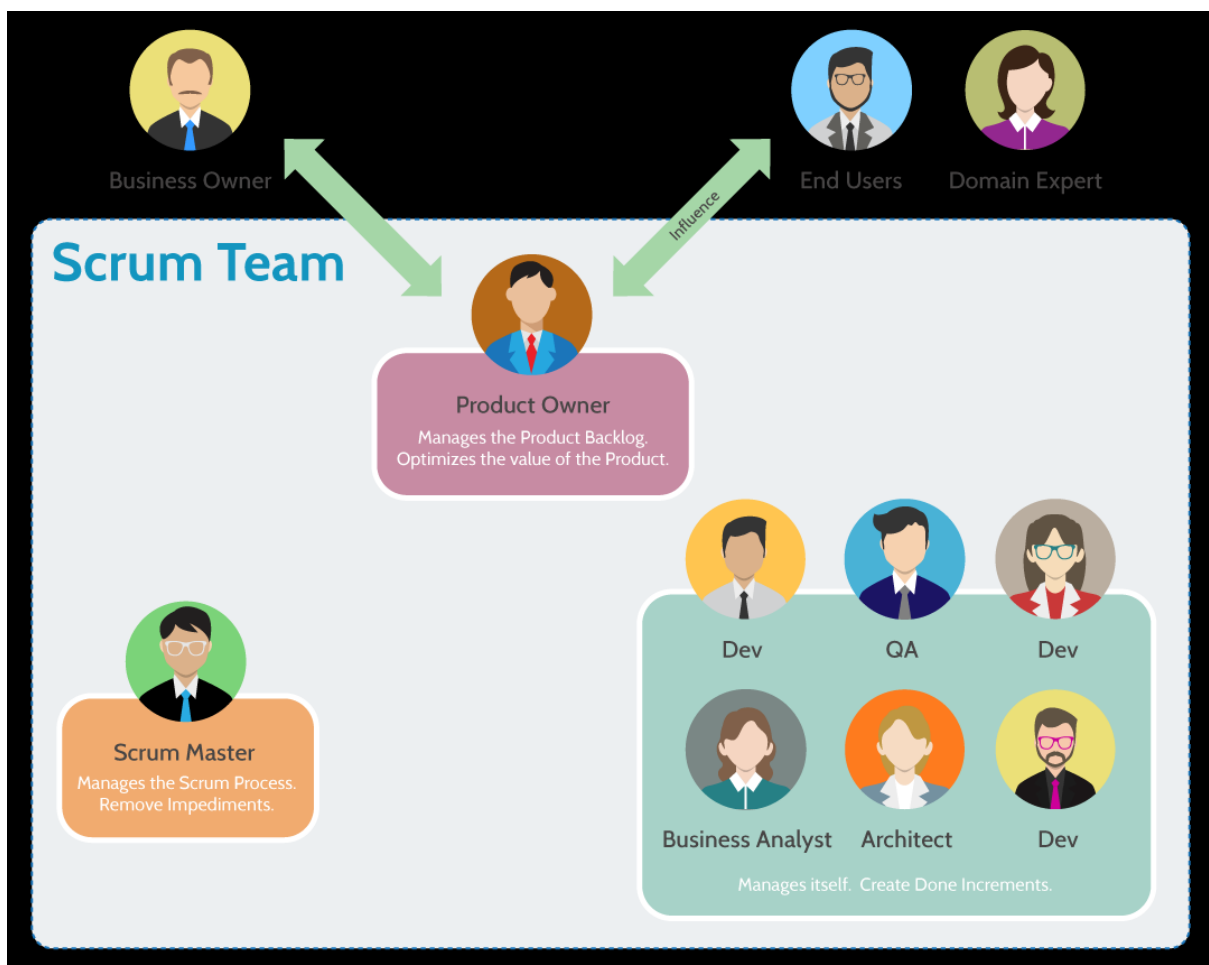 Business Owner
End Users
Domain Expert
Influence
Scrum Team
Product Owner
Manages the Product Backlog.
Optimizes the value of the Product.
Dev
QA
Dev
Scrum Master
Manages the Scrum Process.
Remove Impediments.
Business Analyst
Architect
Dev
Manages itself.  Create Done Increments.